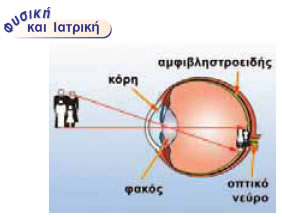 Φυσική
και Ιατρική
αμφιβληστροειδής
κόρη
φακός
οπτικό
νεύρο